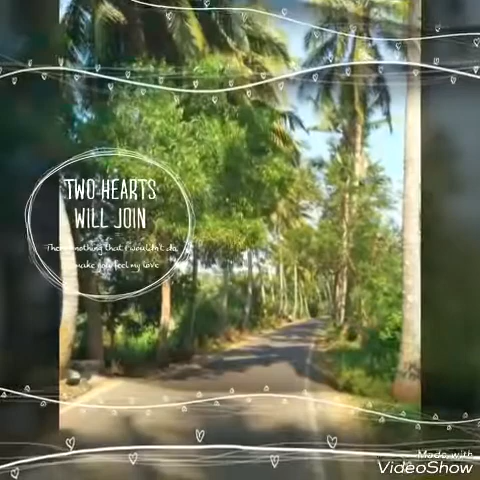 TWO HEARTS
WILL JOIN
There nothing that i wouldn't do
make you feel my love
Made with
VideoShow